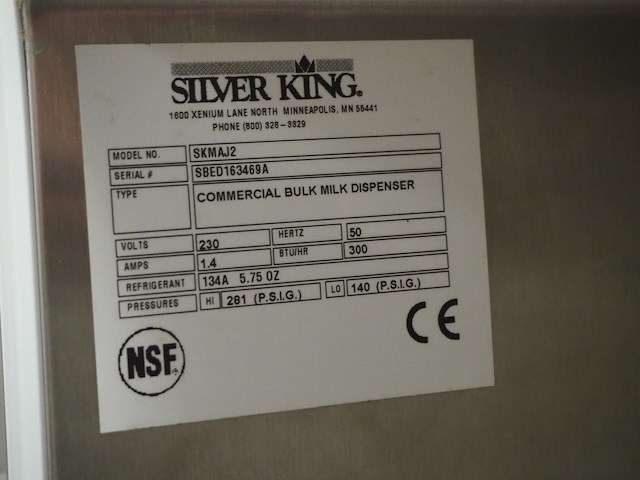 SILVER KING®
1600 XENIUM LANE NORTH MINNEAPOLIS, MN 55441
PHONE (800) 328-3329
MODEL NO. SKMAJ2
SERIAL # SBED163469A
TYPE COMMERCIAL BULK MILK DISPENSER
VOLTS 230 HERTZ 50
AMPS 1.4 BTU/HR 300
REFRIGERANT 134A 5.75 OZ
PRESSURES HI 281 (P.S.I.G.) LO 140 (P.S.I.G.)
CE
NSF®